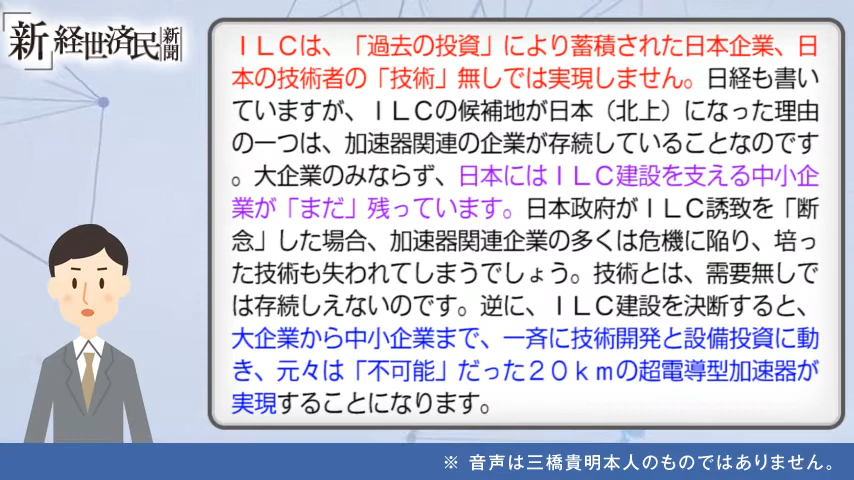 「新」経世済民新聞
ＩＬＣは、「過去の投資」により蓄積された日本企業、日
本の技術者の「技術」無しでは実現しません。日経も書い
ていますが、ＩＬＣの候補地が日本（北上）になった理由
の一つは、加速器関連の企業が存続していることなのです
。大企業のみならず、日本にはＩＬＣ建設を支える中小企
業が「まだ」残っています。日本政府がＩＬＣ誘致を「断
念」した場合、加速器関連企業の多くは危機に陥り、培っ
た技術も失われてしまうでしょう。技術とは、需要無しで
は存続しえないのです。逆に、ＩＬＣ建設を決断すると、
大企業から中小企業まで、一斉に技術開発と設備投資に動
き、元々は「不可能」だった２０ｋｍの超電導型加速器が
実現することになります。
※ 音声は三橋貴明本人のものではありません。